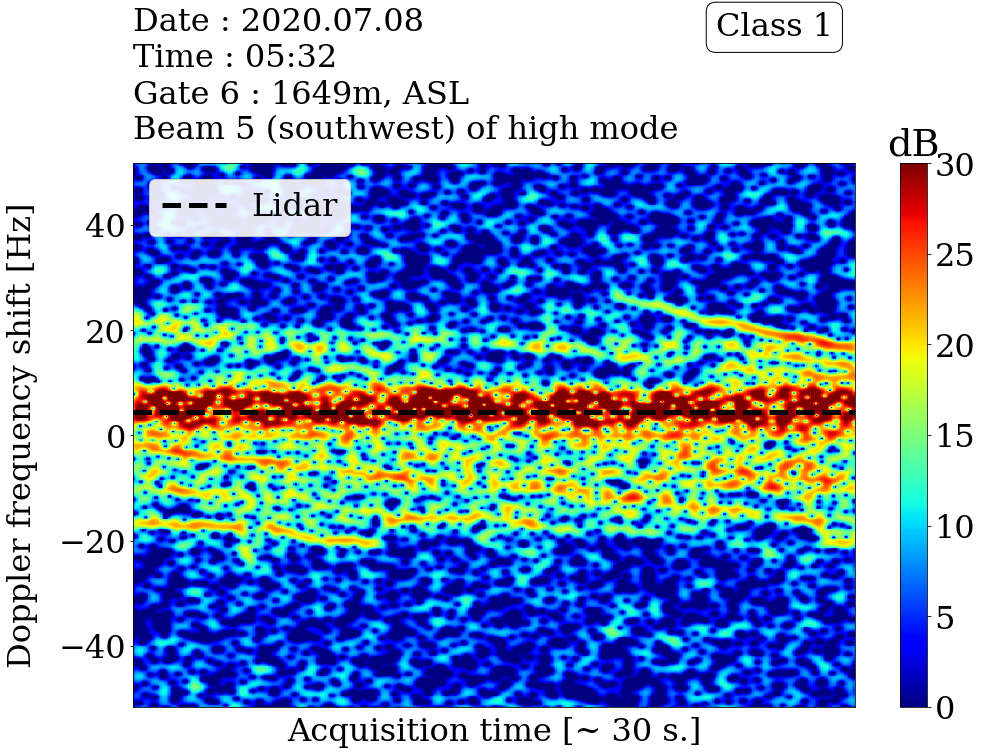 Date : 2020.07.08
Time : 05:32
Gate 6 : 1649m, ASL
Beam 5 (southwest) of high mode
Class 1
dB
Lidar
Doppler frequency shift [Hz]
40
20
0
−20
−40
30
25
20
15
10
5
0
Acquisition time [~ 30 s.]